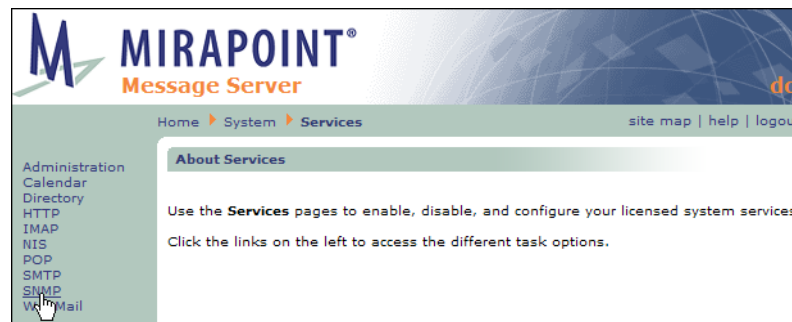 MIRAPOINT®
Message Server
Home System Services
site map | help | logou
About Services
Administration
Calendar
Directory
HTTP
IMAP
NIS
POP
SMTP
SNMP
Mail
Use the Services pages to enable, disable, and configure your licensed system services
Click the links on the left to access the different task options.